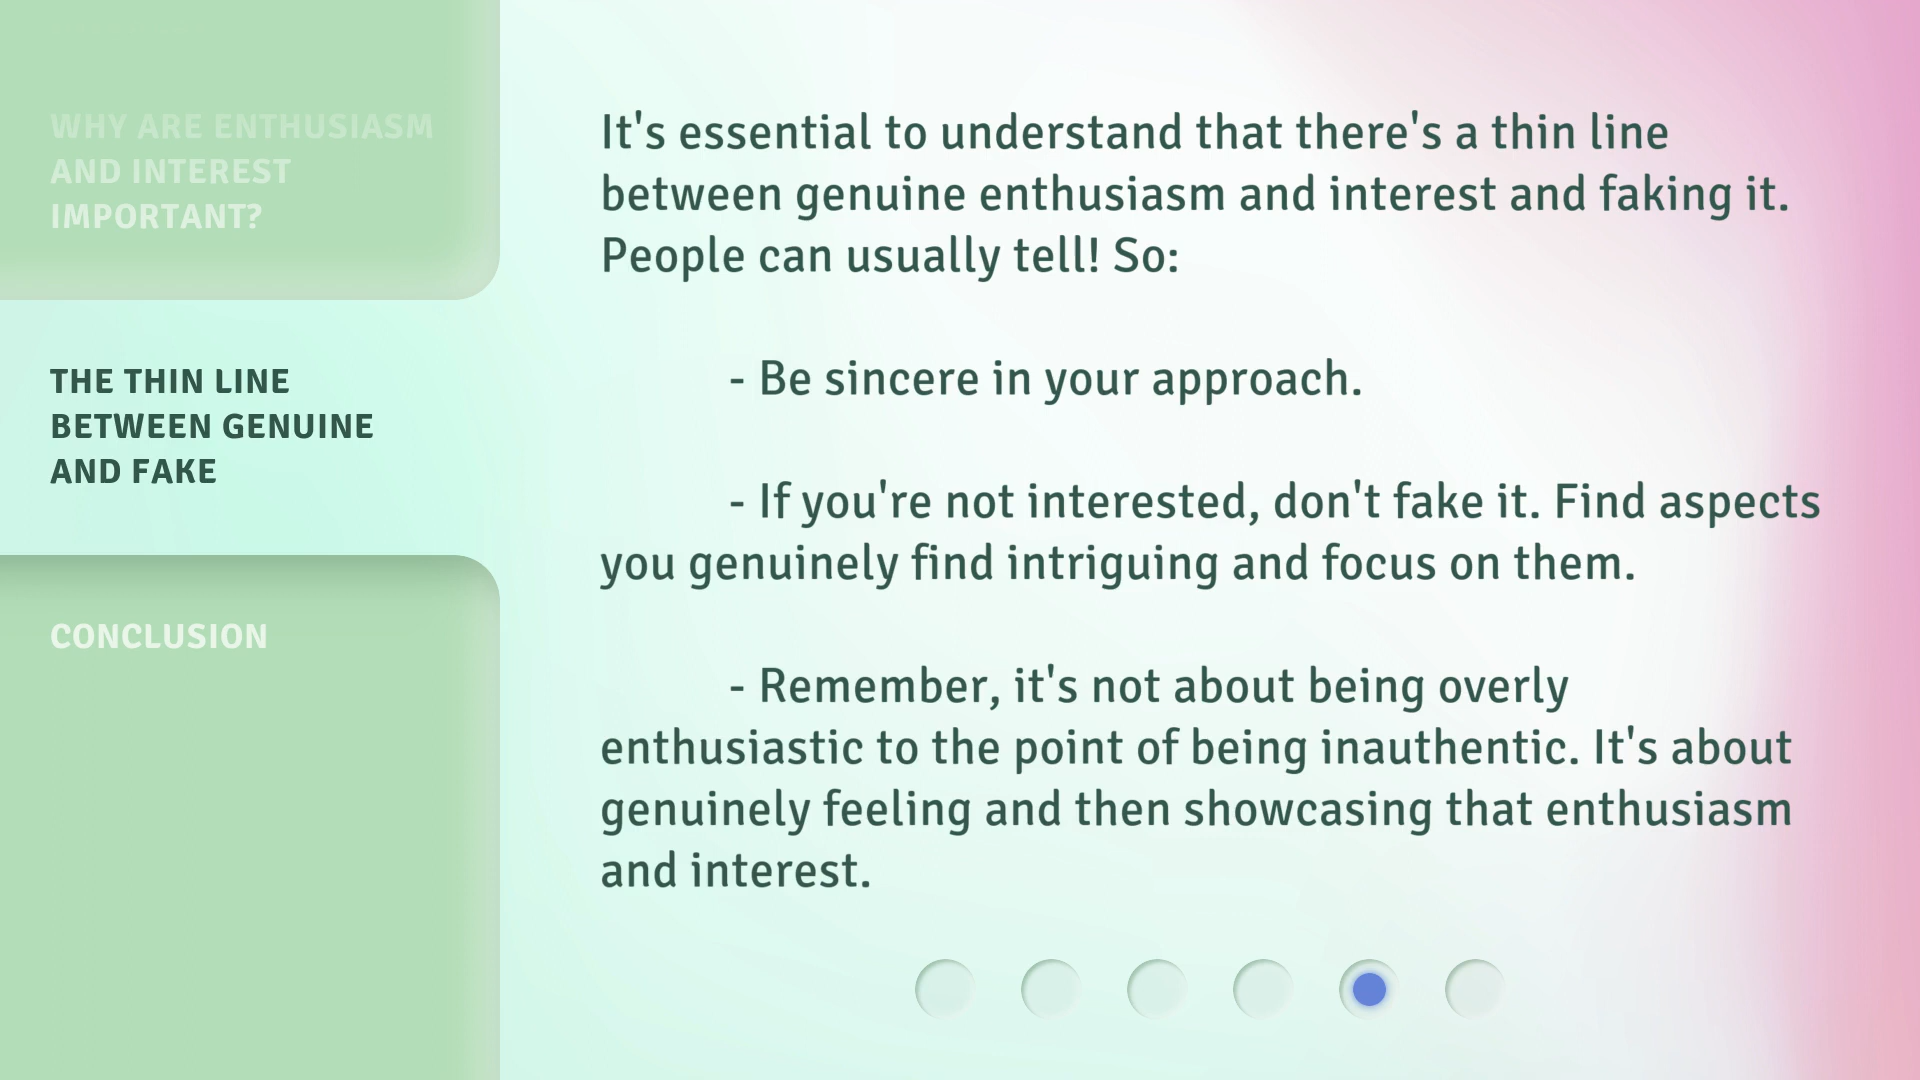 WHY ARE ENTHUSIASM
AND INTEREST
IMPORTANT?
THE THIN LINE
BETWEEN GENUINE
AND FAKE
CONCLUSION
It's essential to understand that there's a thin line
between genuine enthusiasm and interest and faking it.
People can usually tell! So:
- Be sincere in your approach.
- If you're not interested, don't fake it. Find aspects
you genuinely find intriguing and focus on them.
- Remember, it's not about being overly
enthusiastic to the point of being inauthentic. It's about
genuinely feeling and then showcasing that enthusiasm
and interest.